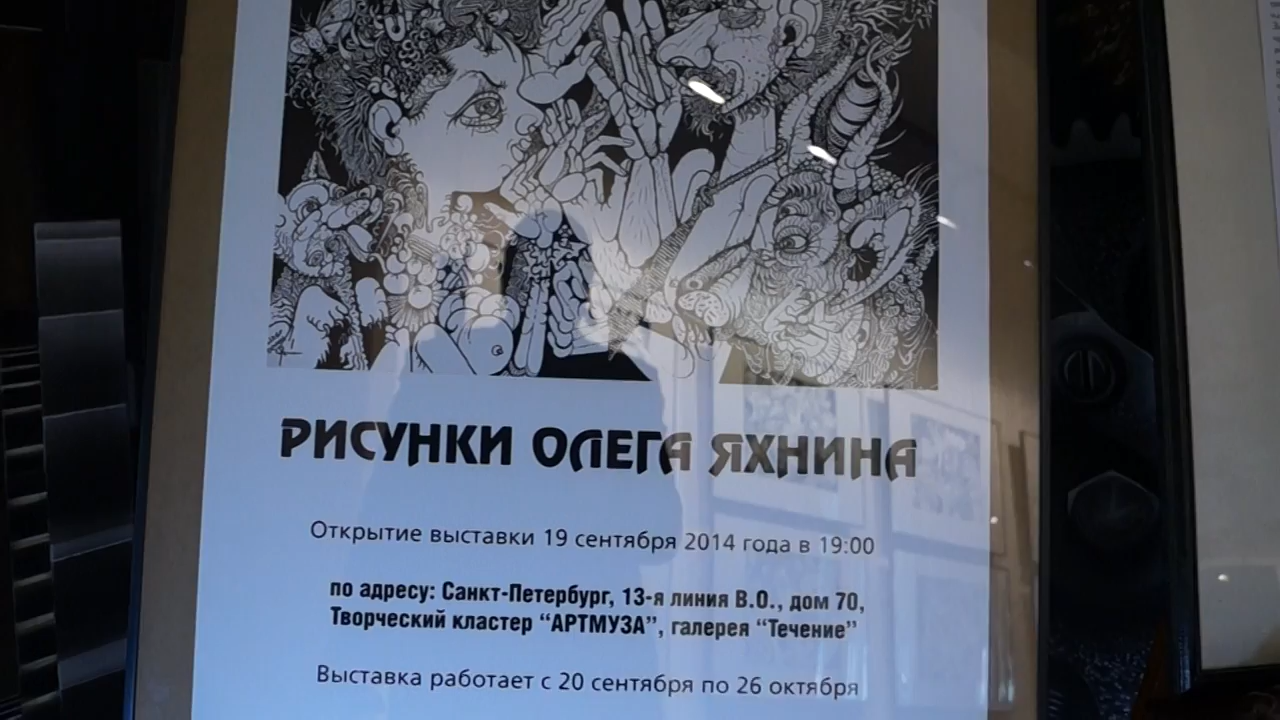 РИСУНКИ ОЛЕГА ЯХНИНА
Открытие выставки 19 сентября 2014 года в 19:00
по адресу: Санкт-Петербург, 13-я линия В.О., дом 70,
Творческий кластер “АРТМУЗА”, галерея “Течение”
Выставка работает с 20 сентября по 26 октября